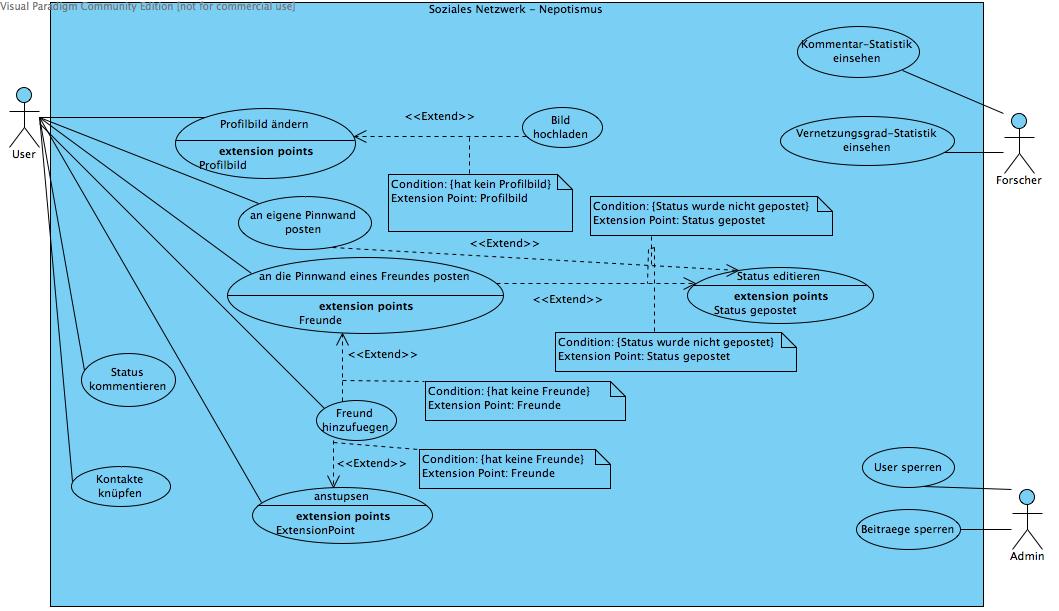 Visual Paradigm Community Edition [not for commercial use]
Soziales Netzwerk - Nepotismus
Kommentar-Statistik
einsehen
User
Profilbild ändern
extension points
Profilbild
<<Extend>>
Bild
hochladen
Vernetzungsgrad-Statistik
einsehen
Forscher
Condition: {hat kein Profilbild}
Extension Point: Profilbild
Condition: {Status wurde nicht gepostet}
Extension Point: Status gepostet
an eigene Pinnwand
posten
<<Extend>>
an die Pinnwand eines Freundes posten
extension points
Freunde
<<Extend>>
Status editieren
extension points
Status gepostet
Condition: {Status wurde nicht gepostet}
Extension Point: Status gepostet
<<Extend>>
Status
kommentieren
Condition: {hat keine Freunde}
Extension Point: Freunde
Freund
hinzufuegen
<<Extend>>
Condition: {hat keine Freunde}
Extension Point: Freunde
Kontakte
knüpfen
anstupsen
extension points
ExtensionPoint
User sperren
Beitraege sperren
Admin